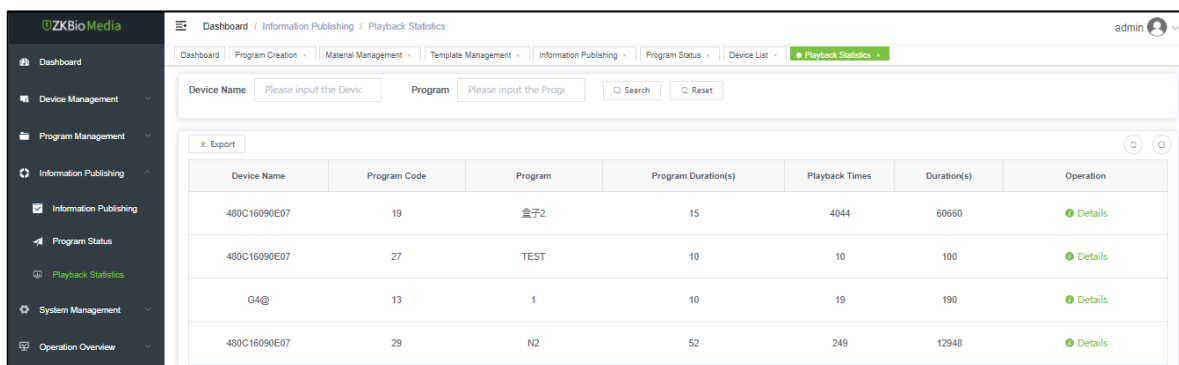 ZKBio Media
Dashboard / Information Publishing / Playback Statistics
admin
Dashboard Program Creation × Material Management × Template Management × Information Publishing × Program Status × Device List × Playback Statistics ×
Dashboard
Device Management
Program Management
Information Publishing
Information Publishing
Program Status
Playback Statistics
System Management
Operation Overview
Device Name Please input the Devic Program Please input the Progr Search Reset
Export
Device Name Program Code Program Program Duration(s) Playback Times Duration(s) Operation
480C16090E07 19 盒子2 15 4044 60660 Details
480C16090E07 27 TEST 10 10 100 Details
G4@ 13 1 10 19 190 Details
480C16090E07 29 N2 52 249 12948 Details